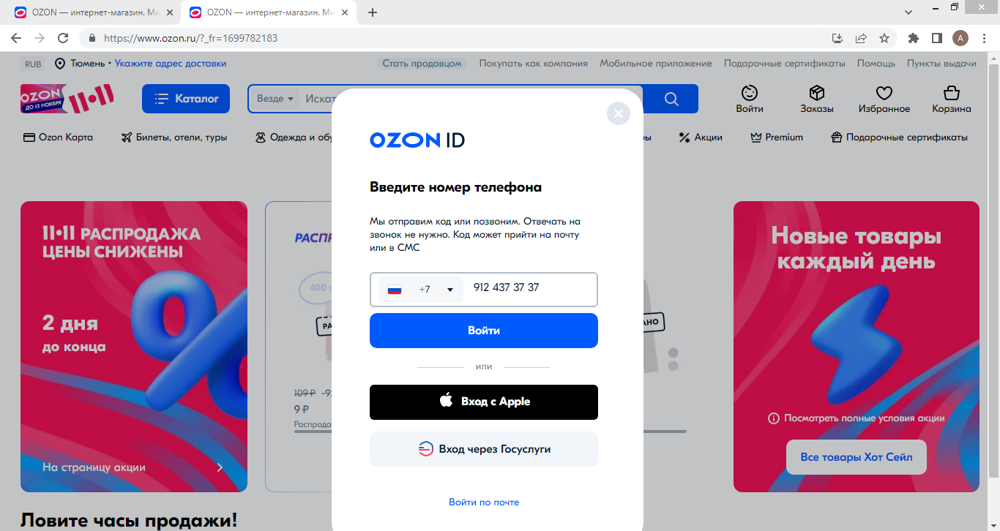 OZON — интернет-магазин. Ми
OZON — интернет-магазин. Ми
https://www.ozon.ru/?_fr=1699782183
A
RUB
Тюмень • Укажите адрес доставки
Стать продавцом
Покупать как компания
Мобильное приложение
Подарочные сертификаты
Помощь
Пункты выдачи
OZON
ДО 13 НОЯБРЯ
11•11
Каталог
Везде
Искат
Войти
Заказы
Избранное
Корзина
Ozon Карта
Билеты, отели, туры
Одежда и обу
ры
Акции
Premium
Подарочные сертификаты
OZON ID
Введите номер телефона
Мы отправим код или позвоним. Отвечать на
звонок не нужно. Код может прийти на почту
или в СМС
+7
912 437 37 37
Войти
или
Вход с Apple
Вход через Госуслуги
Войти по почте
11•11 РАСПРОДАЖА
ЦЕНЫ СНИЖЕНЫ
2 дня
до конца
%
На страницу акции
РАСПР
400
РА
109 ₽
9 ₽
Распрода
АНО
Новые товары
каждый день
Посмотреть полные условия акции
Все товары Хот Сейл
Ловите часы продажи!